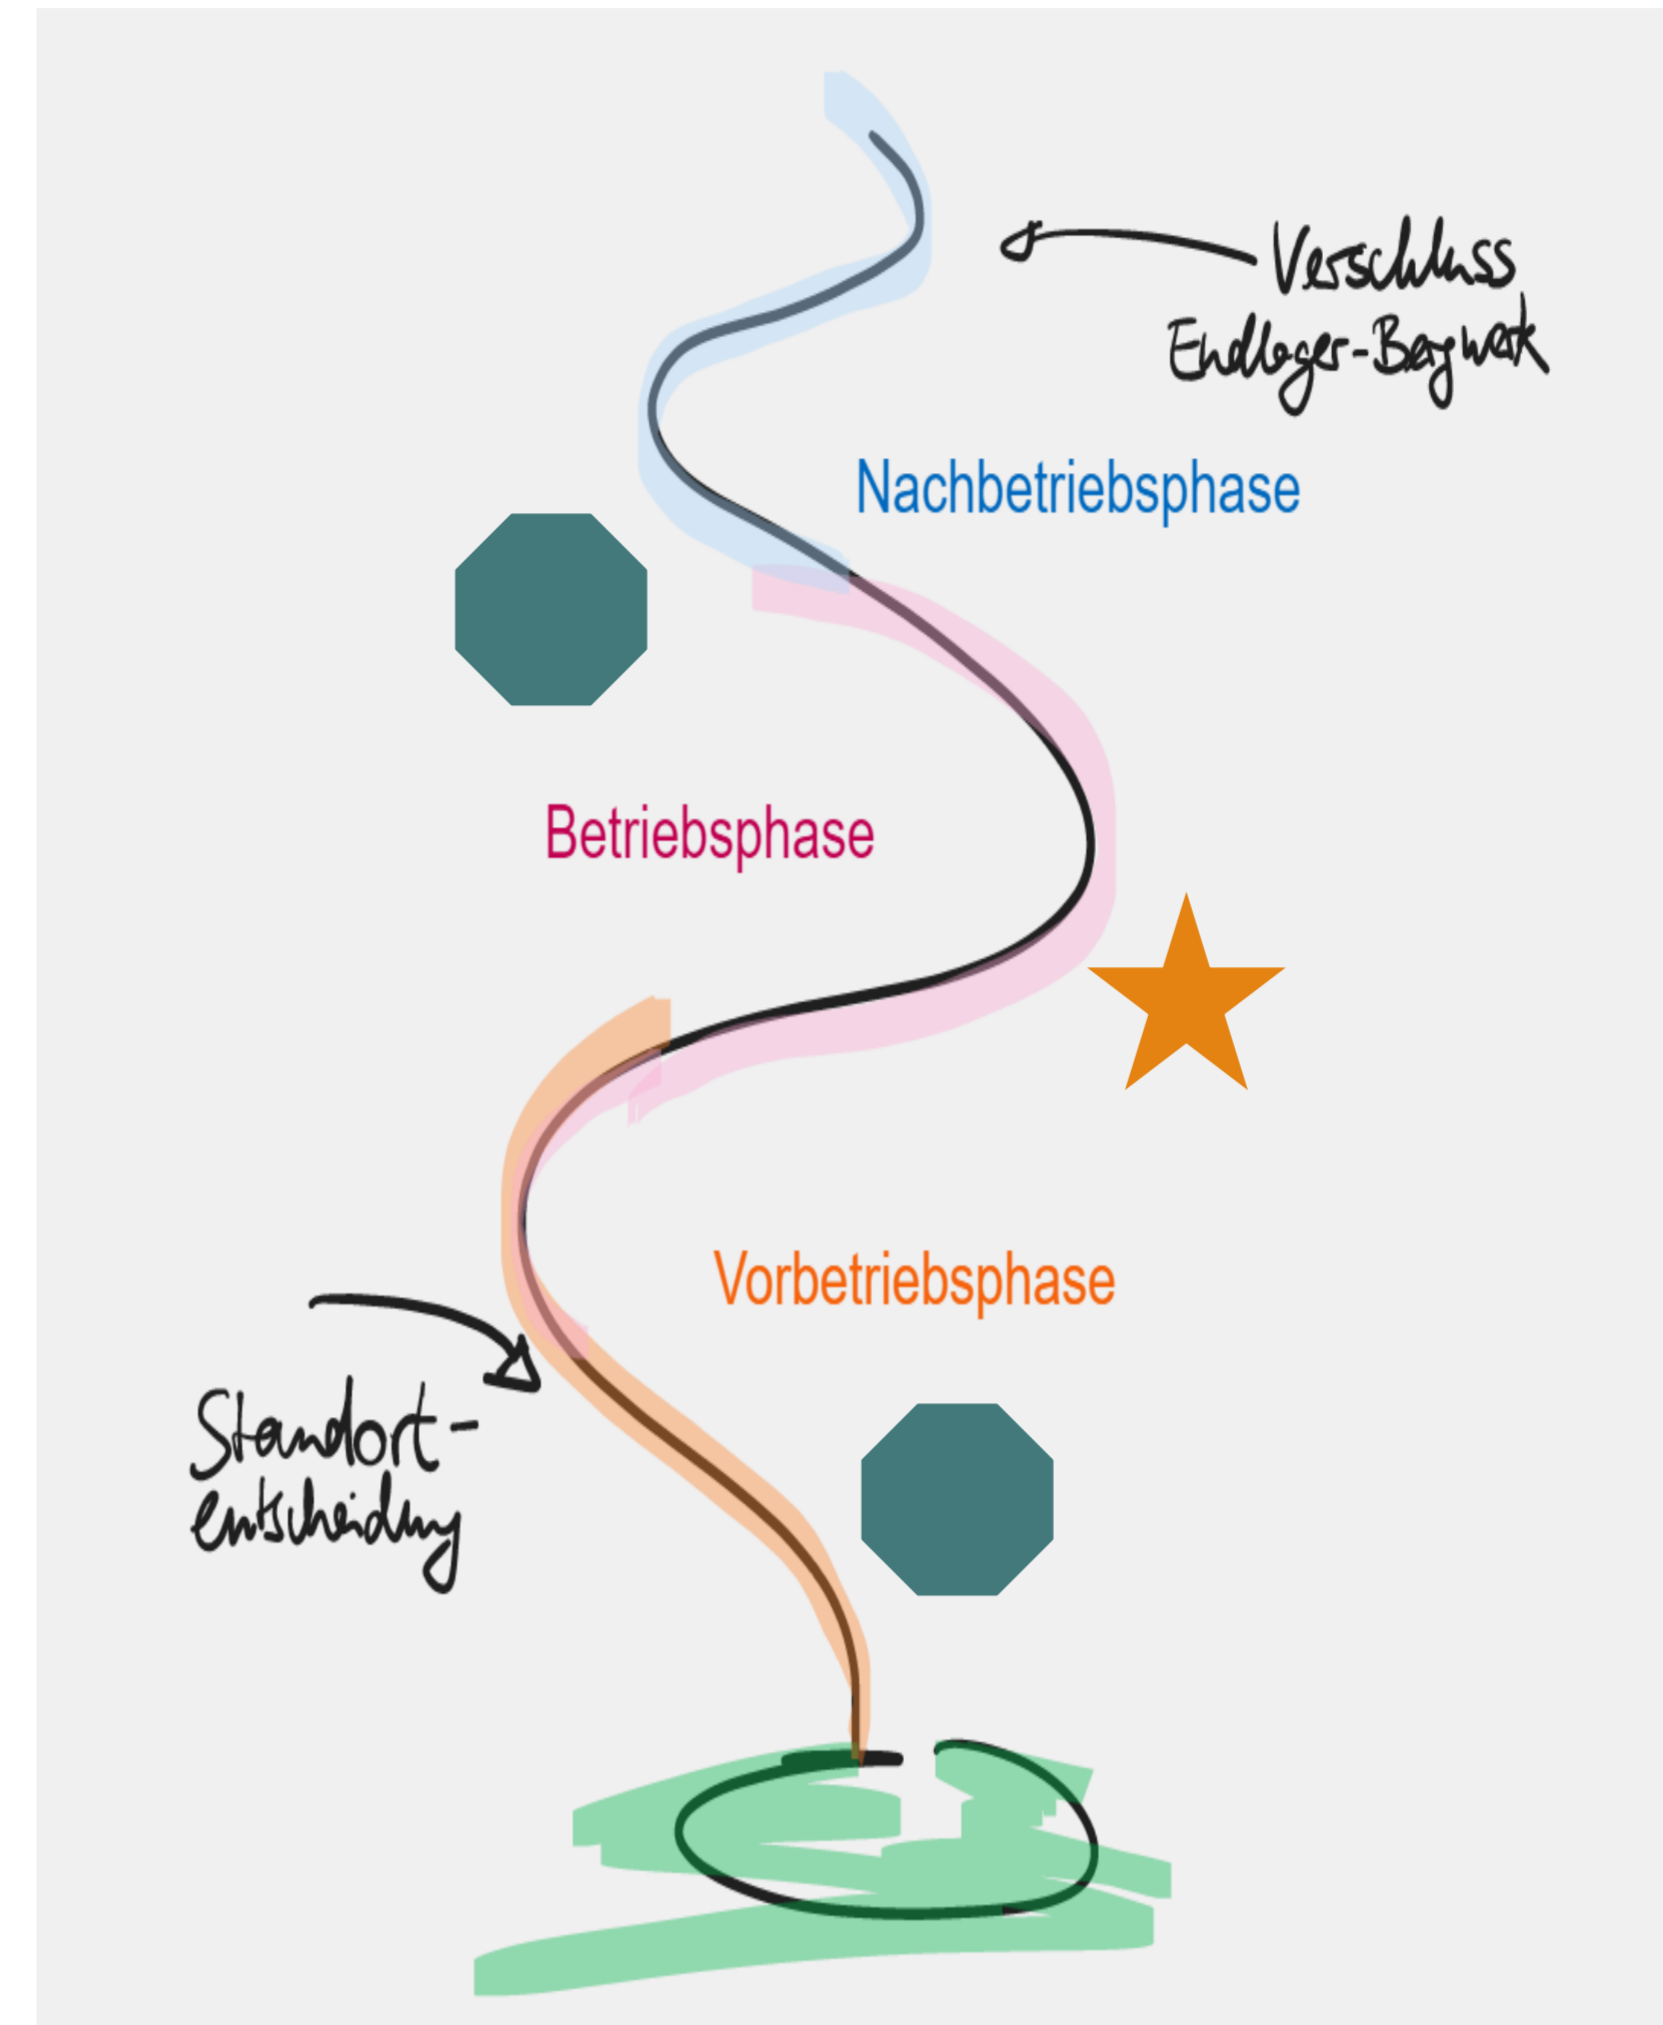 Verschluss
Endlager-Bergwerk
Nachbetriebsphase
Betriebsphase
Vorbetriebsphase
Standort-
entscheidung